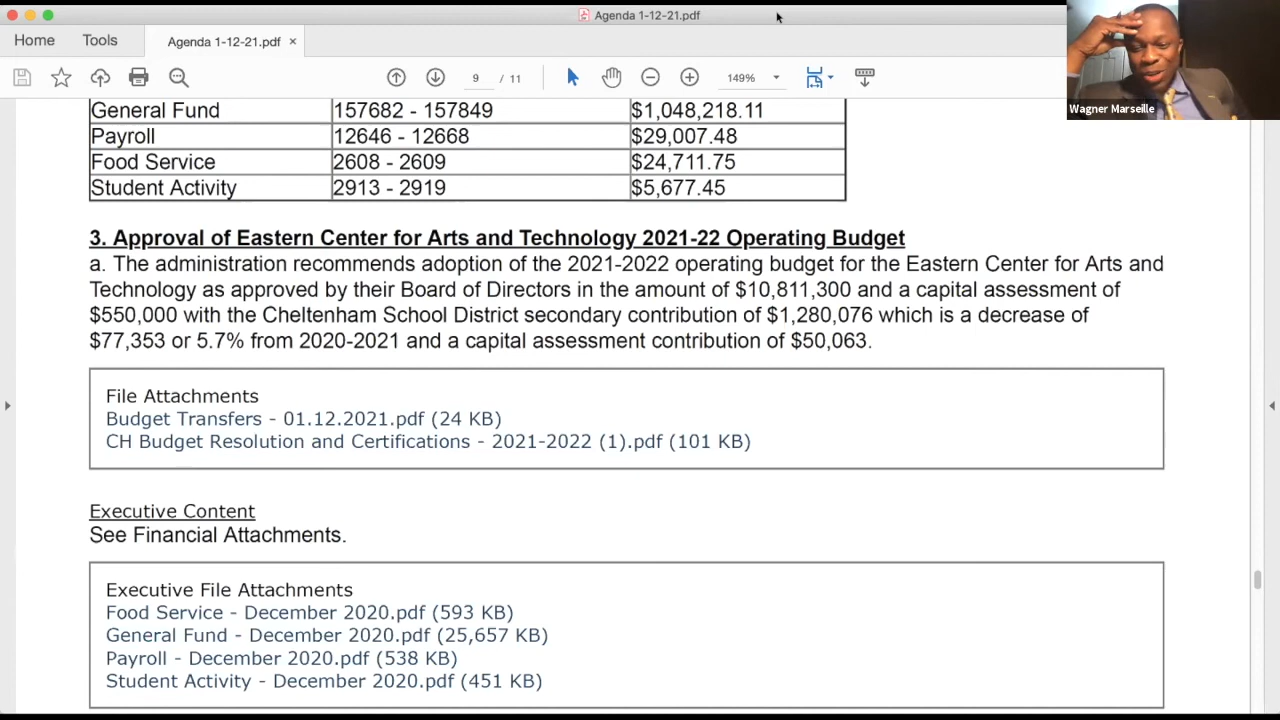 Agenda 1-12-21.pdf
Home Tools Agenda 1-12-21.pdf ×
9 / 11 149%
Wagner Marseille
General Fund 157682 - 157849 $1,048,218.11
Payroll 12646 - 12668 $29,007.48
Food Service 2608 - 2609 $24,711.75
Student Activity 2913 - 2919 $5,677.45
3. Approval of Eastern Center for Arts and Technology 2021-22 Operating Budget
a. The administration recommends adoption of the 2021-2022 operating budget for the Eastern Center for Arts and
Technology as approved by their Board of Directors in the amount of $10,811,300 and a capital assessment of
$550,000 with the Cheltenham School District secondary contribution of $1,280,076 which is a decrease of
$77,353 or 5.7% from 2020-2021 and a capital assessment contribution of $50,063.
File Attachments
Budget Transfers - 01.12.2021.pdf (24 KB)
CH Budget Resolution and Certifications - 2021-2022 (1).pdf (101 KB)
Executive Content
See Financial Attachments.
Executive File Attachments
Food Service - December 2020.pdf (593 KB)
General Fund - December 2020.pdf (25,657 KB)
Payroll - December 2020.pdf (538 KB)
Student Activity - December 2020.pdf (451 KB)